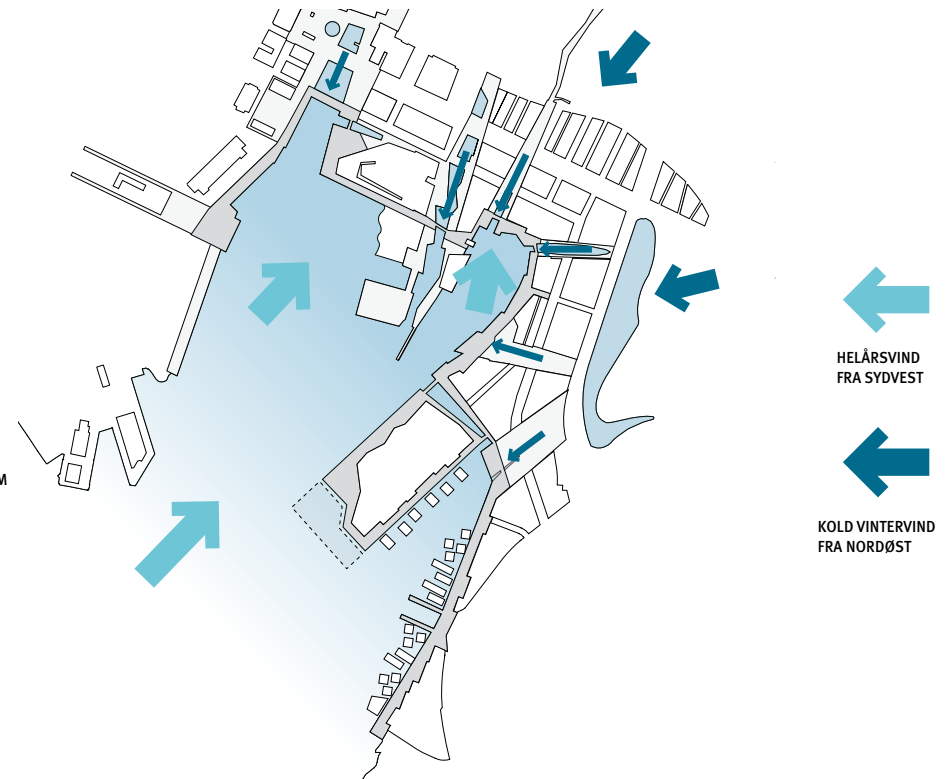 M
HELÅRSVIND
FRA SYDVEST
KOLD VINTERVIND
FRA NORDØST